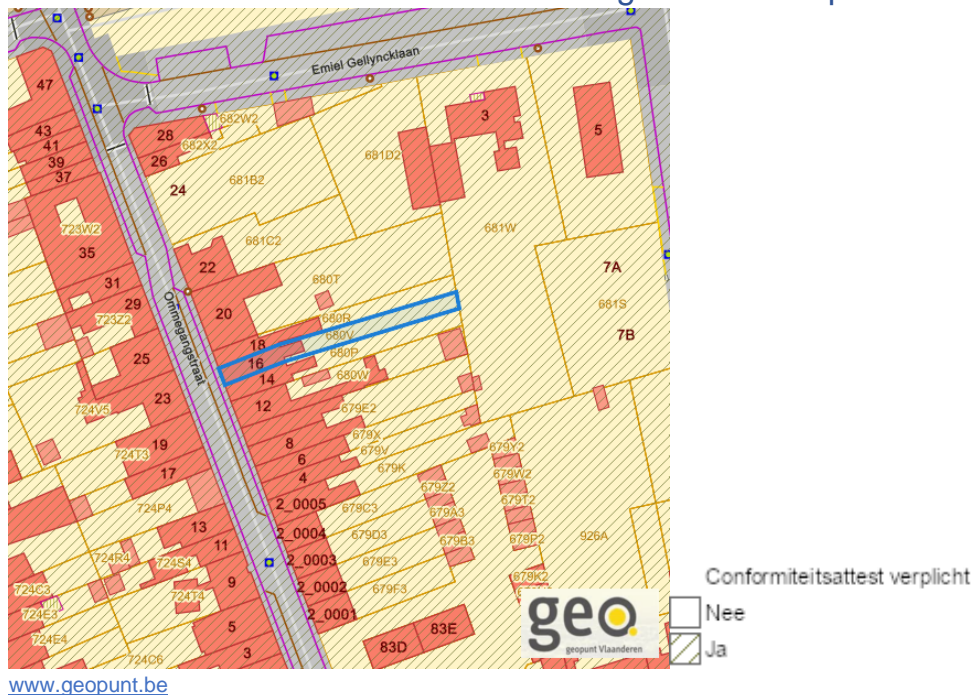 Emiel Gellyncklaan
47
43
41
39
37
28
26
24
682W2
682X2
681B2
681D2
3
5
723W2
35
681C2
681W
22
680T
7A
681S
31
29
723Z2
Ommegangstraat
20
680R
680V
7B
18
16
680P
14
680W
25
23
12
679E2
724V5
19
8
679X
679V
6
679K
679Y2
724T3
17
4
679Z2
679W2
724P4
2_0005
679C3
679A3
679T2
13
2_0004
679D3
679B3
679P2
926A
11
724R4
724S4
2_0003
679E3
9
679K2
724C3
724T4
2_0002
679F3
724E3
2_0001
5
83E
724E4
83D
3
724C6
geo.
geopunt Vlaanderen
Conformiteitsattest verplicht
Nee
Ja
www.geopunt.be